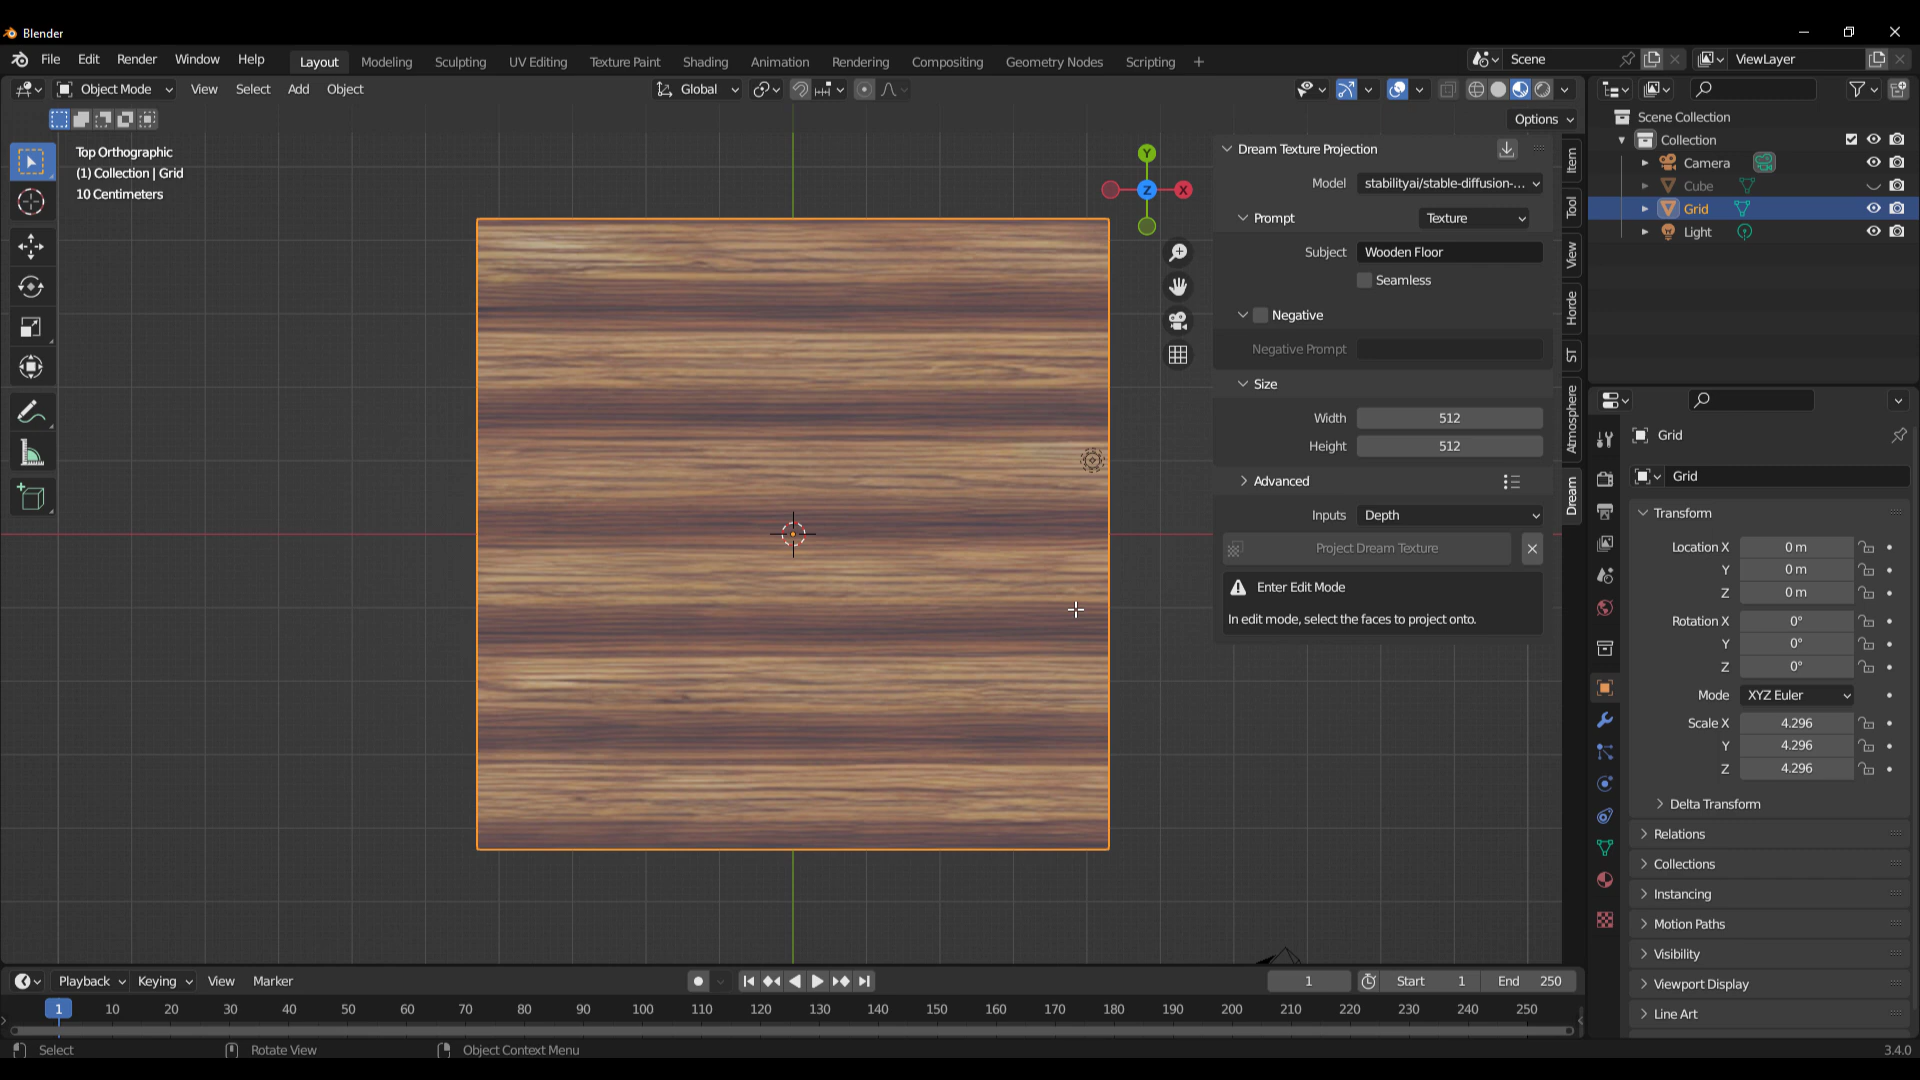 Blender
File Edit Render Window Help
Layout Modeling Sculpting UV Editing Texture Paint Shading Animation Rendering Compositing Geometry Nodes Scripting +
Scene
ViewLayer
Object Mode View Select Add Object
Global
Options
Top Orthographic
(1) Collection | Grid
10 Centimeters
Y
X
Z
Dream Texture Projection
Model stabilityai/stable-diffusion-...
Prompt Texture
Subject Wooden Floor
Seamless
Negative
Negative Prompt
Size
Width 512
Height 512
Advanced
Inputs Depth
Project Dream Texture
Enter Edit Mode
In edit mode, select the faces to project onto.
Item
Tool
View
Horde
ST
Atmosphere
Dream
Scene Collection
Collection
Camera
Cube
Grid
Light
Grid
Grid
Transform
Location X 0 m
Y 0 m
Z 0 m
Rotation X 0°
Y 0°
Z 0°
Mode XYZ Euler
Scale X 4.296
Y 4.296
Z 4.296
Delta Transform
Relations
Collections
Instancing
Motion Paths
Visibility
Viewport Display
Line Art
Playback Keying View Marker
1 Start 1 End 250
1 10 20 30 40 50 60 70 80 90 100 110 120 130 140 150 160 170 180 190 200 210 220 230 240 250
Select Rotate View Object Context Menu
3.4.0